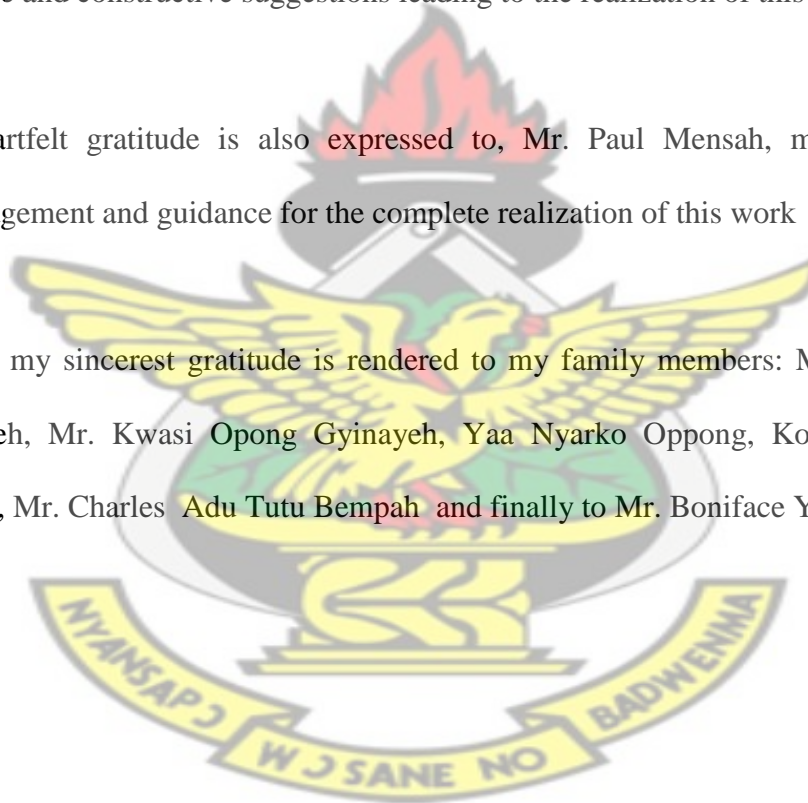 and constructive suggestions leading to the realization of this
artfelt gratitude is also expressed to, Mr. Paul Mensah, m
gement and guidance for the complete realization of this work
my sincerest gratitude is rendered to my family members: M
eh, Mr. Kwasi Opong Gyinayeh, Yaa Nyarko Oppong, Ko
, Mr. Charles Adu Tutu Bempah and finally to Mr. Boniface Y
NYANSAPƆ WƆSANE NO BADWENMA